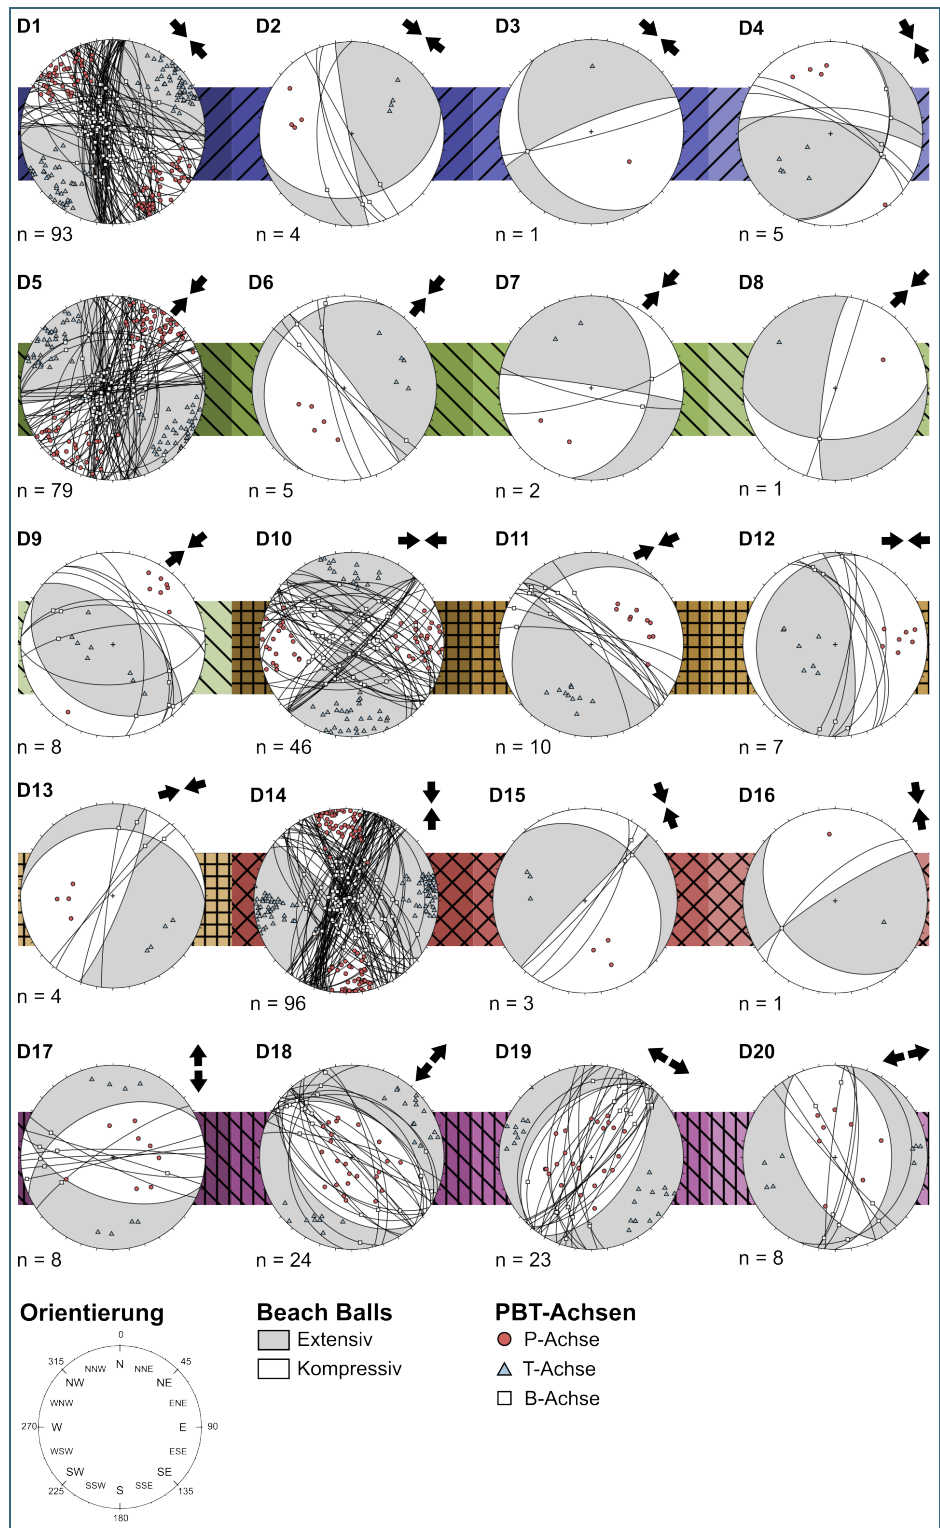 D1 D2 D3 D4
n = 93 n = 4 n = 1 n = 5
D5 D6 D7 D8
n = 79 n = 5 n = 2 n = 1
D9 D10 D11 D12
n = 8 n = 46 n = 10 n = 7
D13 D14 D15 D16
n = 4 n = 96 n = 3 n = 1
D17 D18 D19 D20
n = 8 n = 24 n = 23 n = 8
Orientierung
0
315 NNW N NNE 45
NW NE
WNW ENE
270 W E 90
WSW ESE
SW SE
225 SSW S SSE 135
180
Beach Balls
Extensiv
Kompressiv
PBT-Achsen
P-Achse
T-Achse
B-Achse